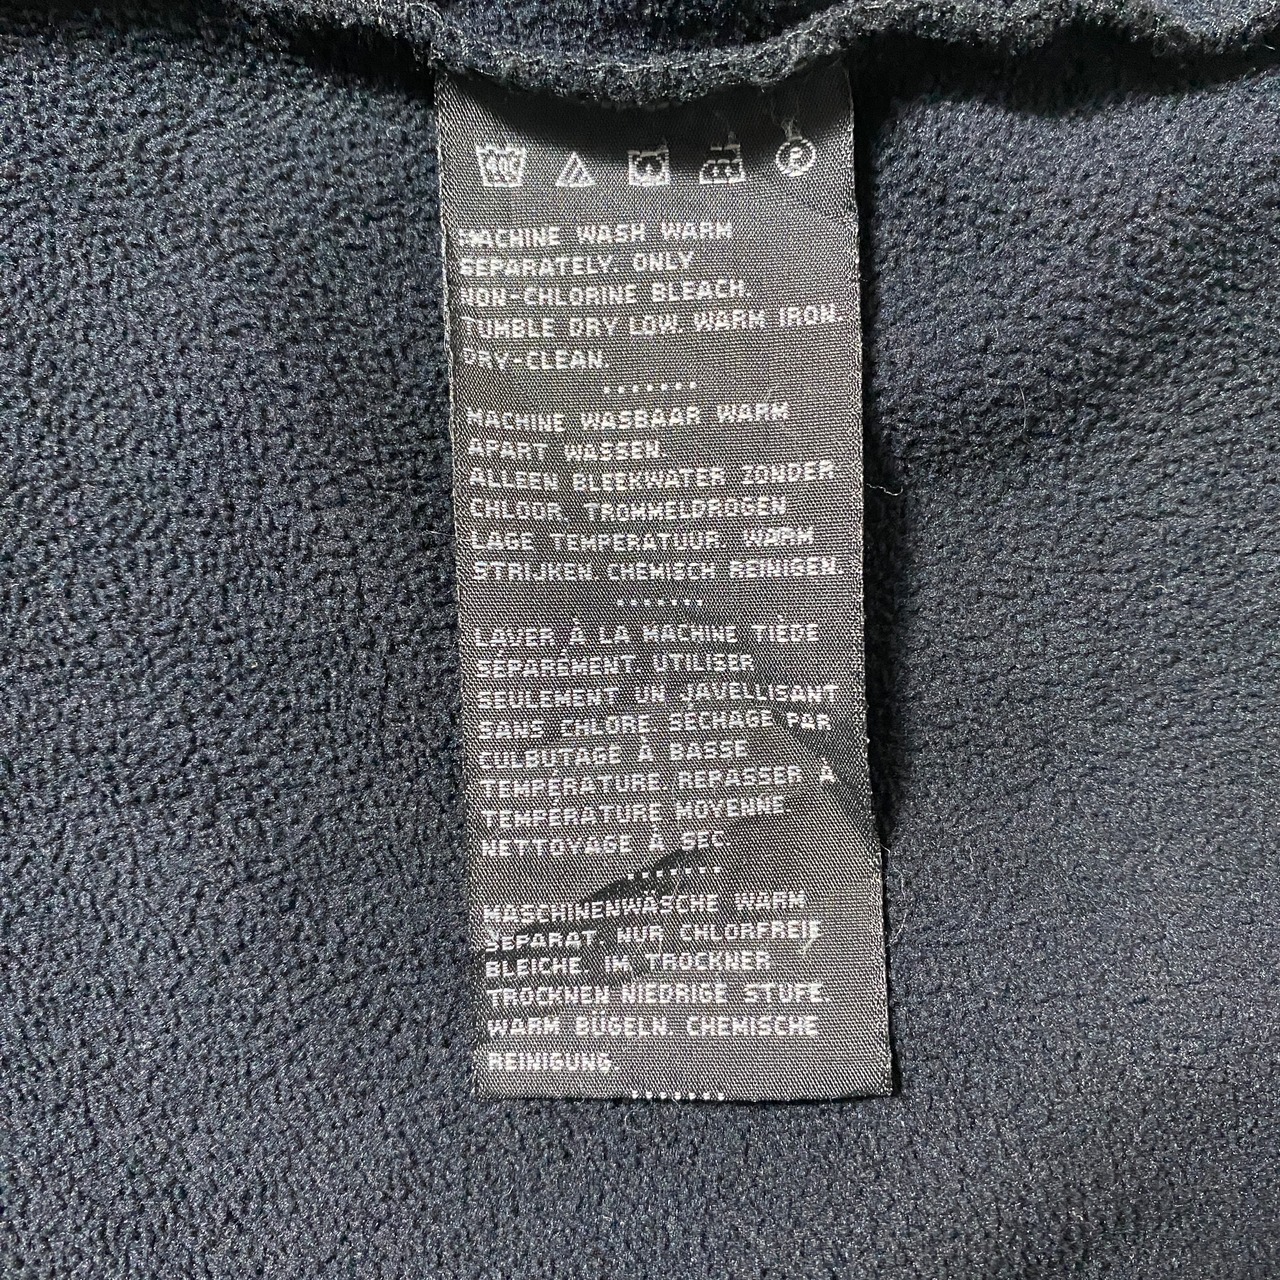 MACHINE WASH WARM
SEPARATELY. ONLY
NON-CHLORINE BLEACH.
TUMBLE DRY LOW. WARM IRON.
DRY-CLEAN.
.......
MACHINE WASBAAR WARM
APART WASSEN.
ALLEEN BLEEKWATER ZONDER
CHLOOR. TROMMELDROGEN
LAGE TEMPERATUUR. WARM
STRIJKEN. CHEMISCH REINIGEN.
.......
LAVER À LA MACHINE TIÈDE
SÉPARÉMENT. UTILISER
SEULEMENT UN JAVELLISANT
SANS CHLORE SÉCHAGE PAR
CULBUTAGE À BASSE
TEMPÉRATURE. REPASSER À
TEMPÉRATURE MOYENNE
NETTOYAGE À SEC.
.......
MASCHINENWÄSCHE WARM
SEPARAT. NUR CHLORFREIE
BLEICHE. IM TROCKNER
TROCKNEN NIEDRIGE STUFE.
WARM BÜGELN. CHEMISCHE
REINIGUNG.
.......